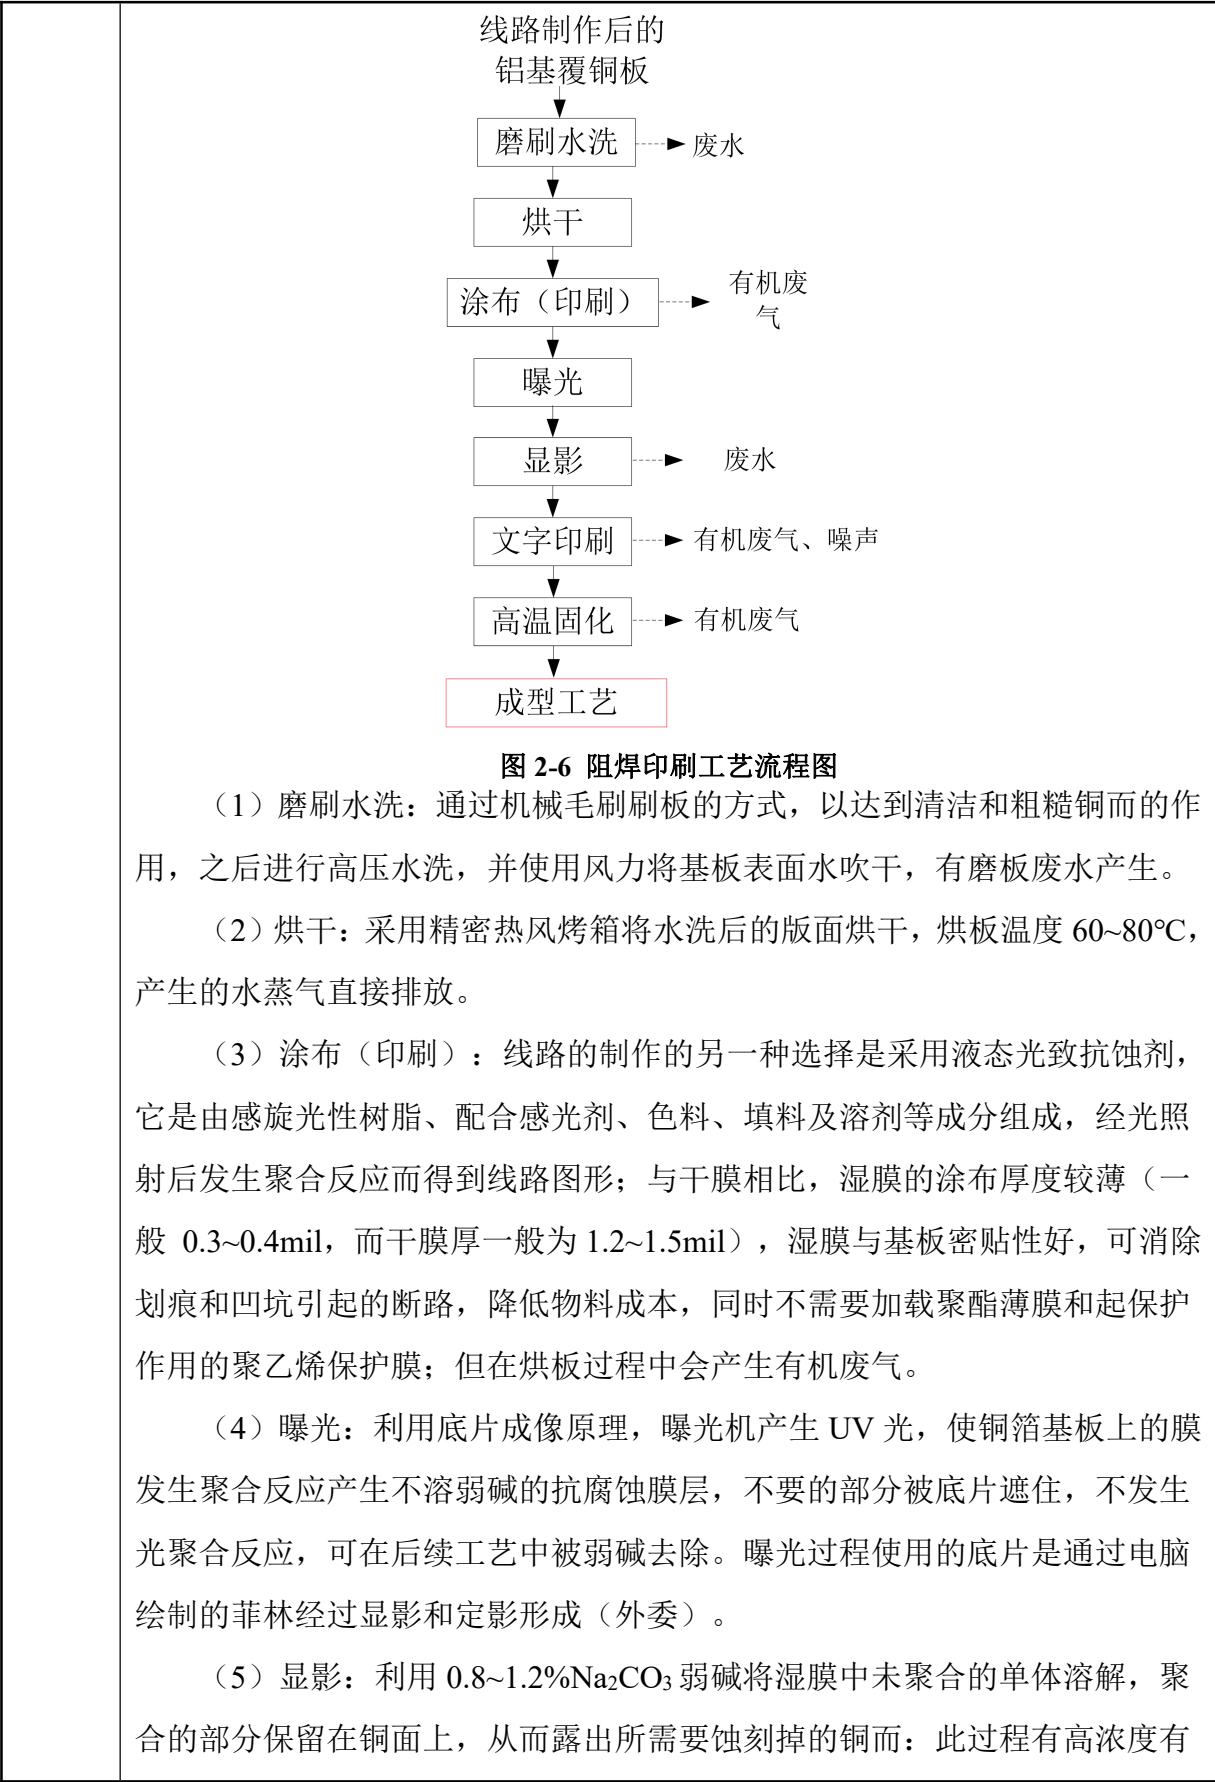 线路制作后的
铝基覆铜板
磨刷水洗
废水
烘干
涂布（印刷）
有机废
气
曝光
显影
废水
文字印刷
有机废气、噪声
高温固化
有机废气
成型工艺
图 2-6 阻焊印刷工艺流程图
（1）磨刷水洗：通过机械毛刷刷板的方式，以达到清洁和粗糙铜而的作
用，之后进行高压水洗，并使用风力将基板表面水吹干，有磨板废水产生。
（2）烘干：采用精密热风烤箱将水洗后的版面烘干，烘板温度 60~80℃，
产生的水蒸气直接排放。
（3）涂布（印刷）：线路的制作的另一种选择是采用液态光致抗蚀剂，
它是由感旋光性树脂、配合感光剂、色料、填料及溶剂等成分组成，经光照
射后发生聚合反应而得到线路图形；与干膜相比，湿膜的涂布厚度较薄（一
般 0.3~0.4mil，而干膜厚一般为 1.2~1.5mil），湿膜与基板密贴性好，可消除
划痕和凹坑引起的断路，降低物料成本，同时不需要加载聚酯薄膜和起保护
作用的聚乙烯保护膜；但在烘板过程中会产生有机废气。
（4）曝光：利用底片成像原理，曝光机产生 UV 光，使铜箔基板上的膜
发生聚合反应产生不溶弱碱的抗腐蚀膜层，不要的部分被底片遮住，不发生
光聚合反应，可在后续工艺中被弱碱去除。曝光过程使用的底片是通过电脑
绘制的菲林经过显影和定影形成（外委）。
（5）显影：利用 0.8~1.2%Na₂CO₃ 弱碱将湿膜中未聚合的单体溶解，聚
合的部分保留在铜面上，从而露出所需要蚀刻掉的铜而：此过程有高浓度有